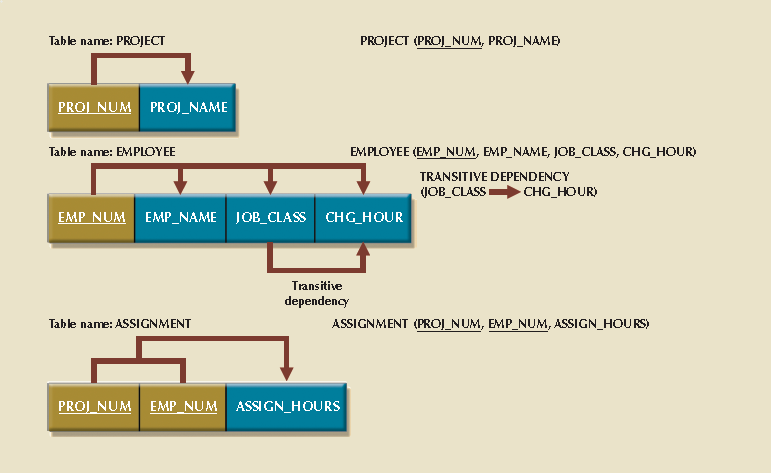 Table name: PROJECT
PROJECT (PROJ_NUM, PROJ_NAME)
PROJ_NUM PROJ_NAME
Table name: EMPLOYEE
EMPLOYEE (EMP_NUM, EMP_NAME, JOB_CLASS, CHG_HOUR)
TRANSITIVE DEPENDENCY
(JOB_CLASS CHG_HOUR)
EMP_NUM EMP_NAME JOB_CLASS CHG_HOUR
Transitive
dependency
Table name: ASSIGNMENT
ASSIGNMENT (PROJ_NUM, EMP_NUM, ASSIGN_HOURS)
PROJ_NUM EMP_NUM ASSIGN_HOURS